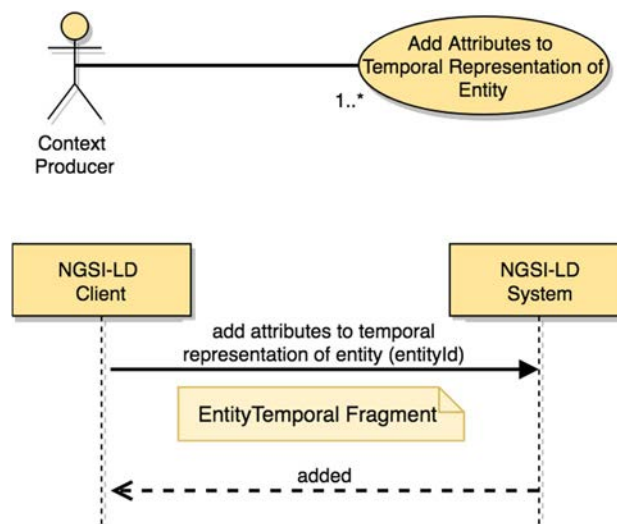 Add Attributes to
Temporal Representation of
Entity
1..*
Context
Producer
NGSI-LD
Client
NGSI-LD
System
add attributes to temporal
representation of entity (entityId)
EntityTemporal Fragment
added